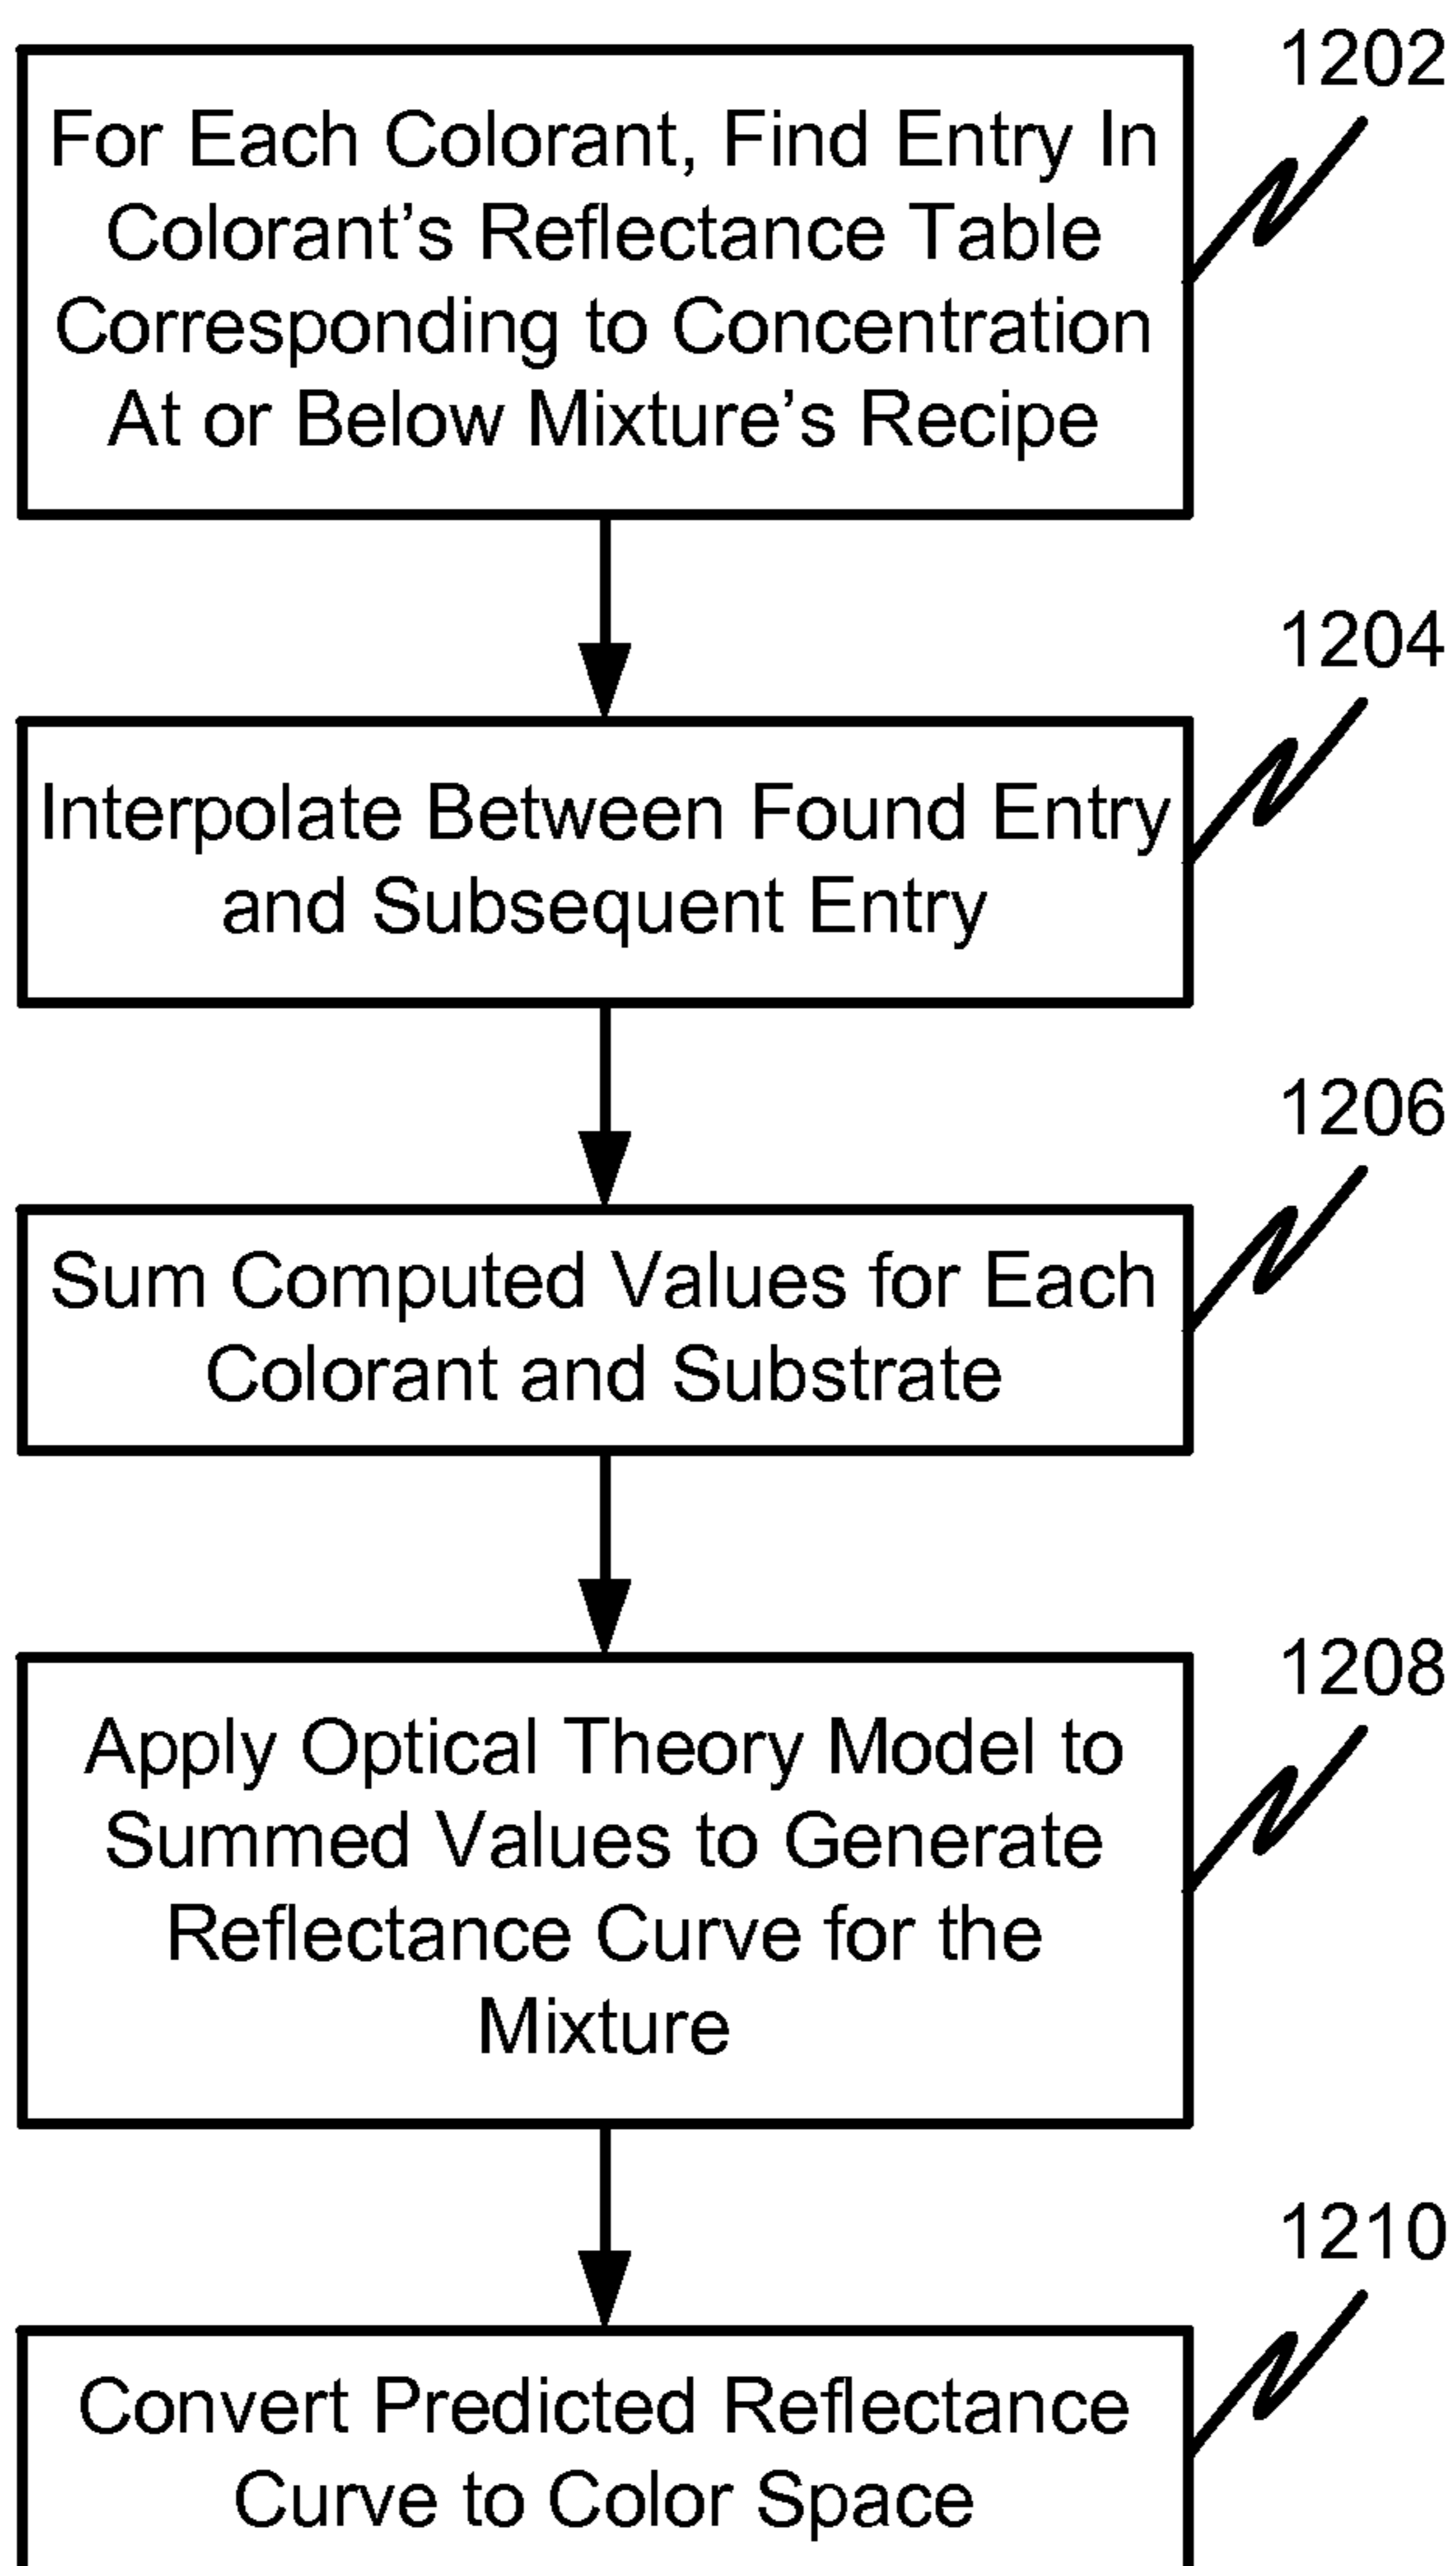 1202
For Each Colorant, Find Entry In
Colorant's Reflectance Table
Corresponding to Concentration
At or Below Mixture's Recipe
1204
Interpolate Between Found Entry
and Subsequent Entry
1206
Sum Computed Values for Each
Colorant and Substrate
1208
Apply Optical Theory Model to
Summed Values to Generate
Reflectance Curve for the
Mixture
1210
Convert Predicted Reflectance
Curve to Color Space